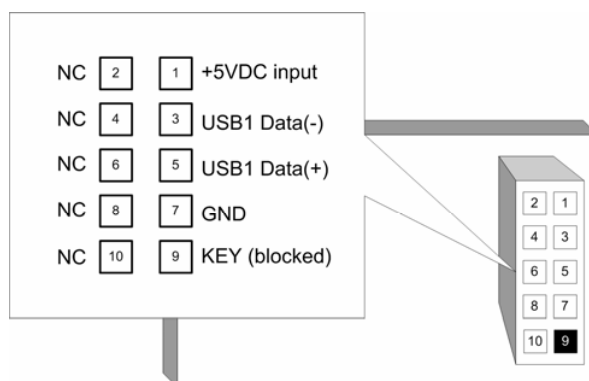 NC 2 1 +5VDC input
NC 4 3 USB1 Data(-)
NC 6 5 USB1 Data(+)
NC 8 7 GND
NC 10 9 KEY (blocked)
2 1
4 3
6 5
8 7
10 9